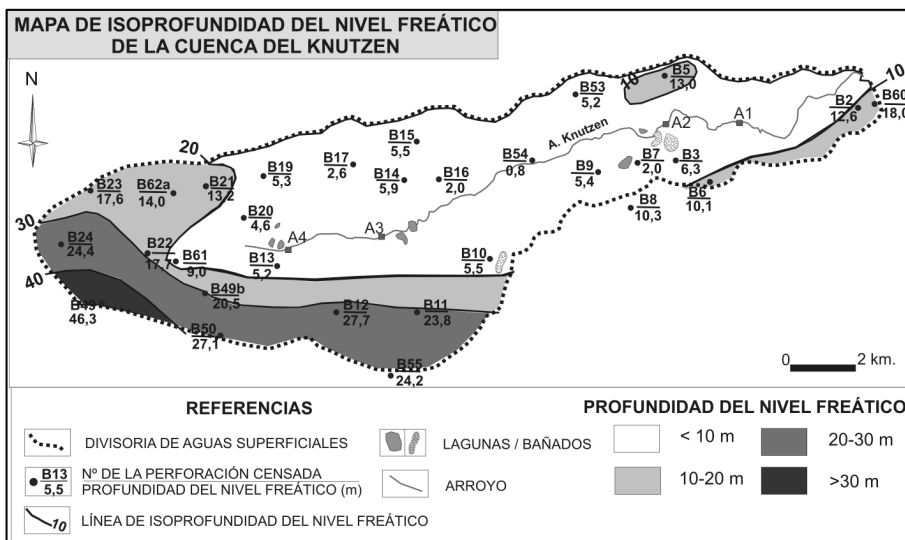 MAPA DE ISOPROFUNDIDAD DEL NIVEL FREÁTICO
DE LA CUENCA DEL KNUTZEN
N
B5
13,0
10
B53
5,2
10
B2
12,6
B60
18,0
A2
A1
A. Knutzen
B15
5,5
20
B19
5,3
B17
2,6
B14
5,9
B16
2,0
B54
0,8
B9
5,4
B7
2,0
B3
6,3
B6
10,1
B8
10,3
B23
17,6
B62a
14,0
B21
13,2
B20
4,6
A3
A4
30
B24
24,4
B22
17,7
B61
9,0
B13
5,2
B10
5,5
40
B49
46,3
B49b
20,5
B12
27,7
B11
23,8
B50
27,1
B55
24,2
0 2 km.
REFERENCIAS
DIVISORIA DE AGUAS SUPERFICIALES
B13
5,5
Nº DE LA PERFORACIÓN CENSADA
PROFUNDIDAD DEL NIVEL FREÁTICO (m)
10
LÍNEA DE ISOPROFUNDIDAD DEL NIVEL FREÁTICO
LAGUNAS / BAÑADOS
ARROYO
PROFUNDIDAD DEL NIVEL FREÁTICO
< 10 m
20-30 m
10-20 m
>30 m